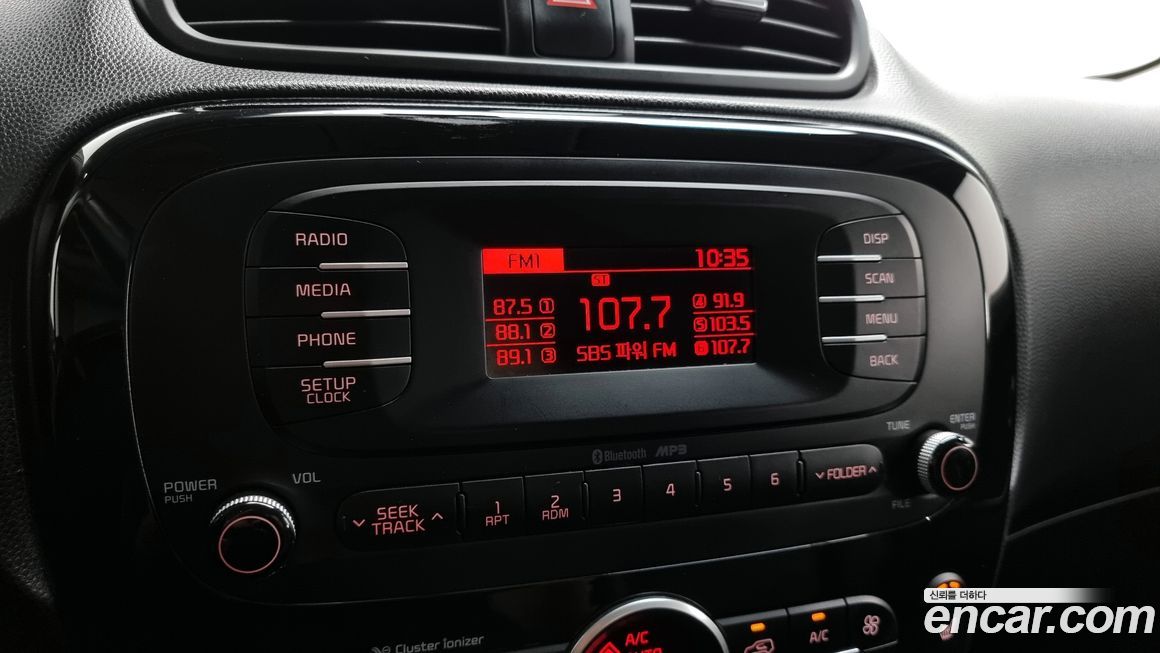 RADIO
MEDIA
PHONE
SETUP
CLOCK
FM1 10:35
ST
87.5 1
88.1 2
89.1 3
107.7
SBS 파워 FM
4 91.9
5 103.5
107.7
DISP
SCAN
MENU
BACK
Bluetooth MP3
POWER
PUSH
VOL
SEEK
TRACK
1
RPT
2
RDM
3
4
5
6
FOLDER
TUNE
ENTER
PUSH
FILE
Cluster ionizer
A/C
AUTO
A/C
신뢰를 더하다
encar.com